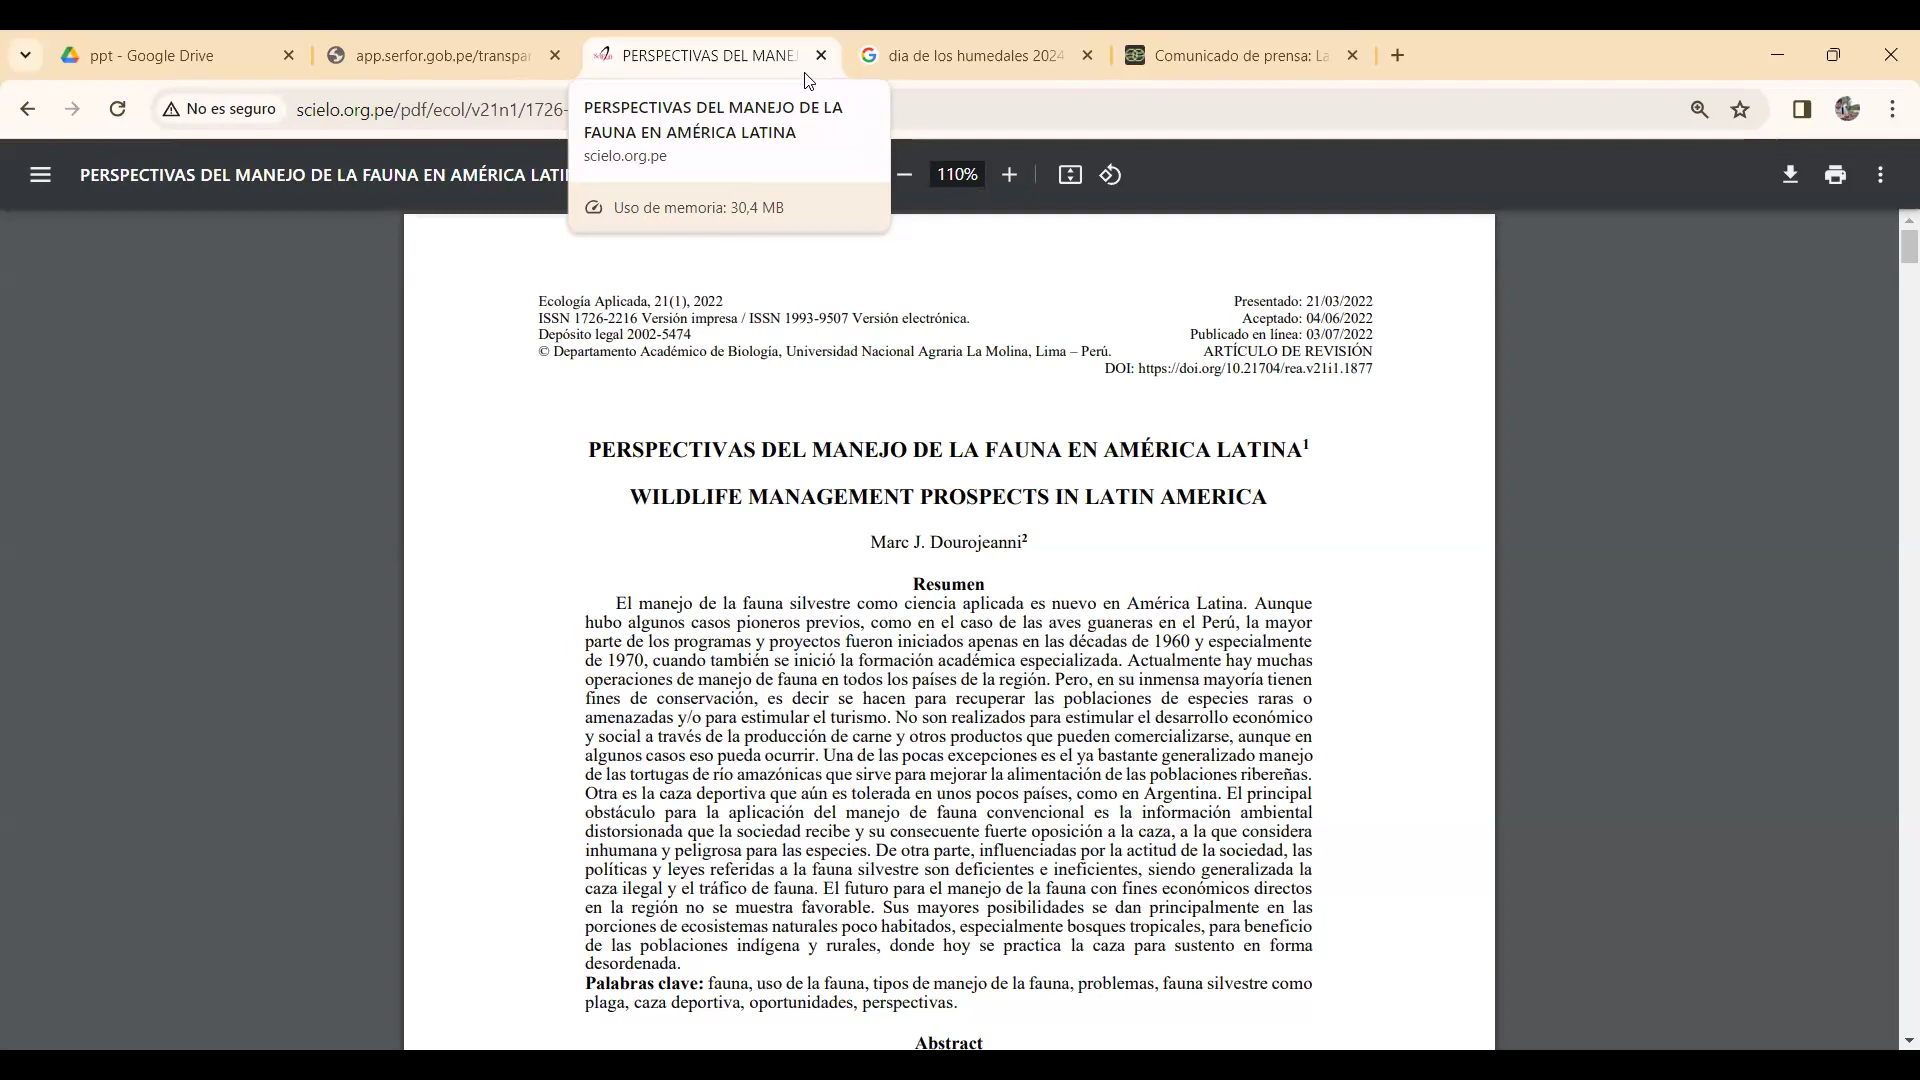 ppt - Google Drive
app.serfor.gob.pe/transpar
SciELO
PERSPECTIVAS DEL MANEJ
dia de los humedales 2024
Comunicado de prensa: La
No es seguro
scielo.org.pe/pdf/ecol/v21n1/1726-
PERSPECTIVAS DEL MANEJO DE LA
FAUNA EN AMÉRICA LATINA
scielo.org.pe
Uso de memoria: 30,4 MB
PERSPECTIVAS DEL MANEJO DE LA FAUNA EN AMÉRICA LATI
110%
Ecología Aplicada, 21(1), 2022
Presentado: 21/03/2022
ISSN 1726-2216 Versión impresa / ISSN 1993-9507 Versión electrónica.
Aceptado: 04/06/2022
Depósito legal 2002-5474
Publicado en línea: 03/07/2022
© Departamento Académico de Biología, Universidad Nacional Agraria La Molina, Lima – Perú.
ARTÍCULO DE REVISIÓN
DOI: https://doi.org/10.21704/rea.v21i1.1877
PERSPECTIVAS DEL MANEJO DE LA FAUNA EN AMÉRICA LATINA¹
WILDLIFE MANAGEMENT PROSPECTS IN LATIN AMERICA
Marc J. Dourojeanni²
Resumen
El manejo de la fauna silvestre como ciencia aplicada es nuevo en América Latina. Aunque
hubo algunos casos pioneros previos, como en el caso de las aves guaneras en el Perú, la mayor
parte de los programas y proyectos fueron iniciados apenas en las décadas de 1960 y especialmente
de 1970, cuando también se inició la formación académica especializada. Actualmente hay muchas
operaciones de manejo de fauna en todos los países de la región. Pero, en su inmensa mayoría tienen
fines de conservación, es decir se hacen para recuperar las poblaciones de especies raras o
amenazadas y/o para estimular el turismo. No son realizados para estimular el desarrollo económico
y social a través de la producción de carne y otros productos que pueden comercializarse, aunque en
algunos casos eso pueda ocurrir. Una de las pocas excepciones es el ya bastante generalizado manejo
de las tortugas de río amazónicas que sirve para mejorar la alimentación de las poblaciones ribereñas.
Otra es la caza deportiva que aún es tolerada en unos pocos países, como en Argentina. El principal
obstáculo para la aplicación del manejo de fauna convencional es la información ambiental
distorsionada que la sociedad recibe y su consecuente fuerte oposición a la caza, a la que considera
inhumana y peligrosa para las especies. De otra parte, influenciadas por la actitud de la sociedad, las
políticas y leyes referidas a la fauna silvestre son deficientes e ineficientes, siendo generalizada la
caza ilegal y el tráfico de fauna. El futuro para el manejo de la fauna con fines económicos directos
en la región no se muestra favorable. Sus mayores posibilidades se dan principalmente en las
porciones de ecosistemas naturales poco habitados, especialmente bosques tropicales, para beneficio
de las poblaciones indígena y rurales, donde hoy se practica la caza para sustento en forma
desordenada.
Palabras clave: fauna, uso de la fauna, tipos de manejo de la fauna, problemas, fauna silvestre como
plaga, caza deportiva, oportunidades, perspectivas.
Abstract